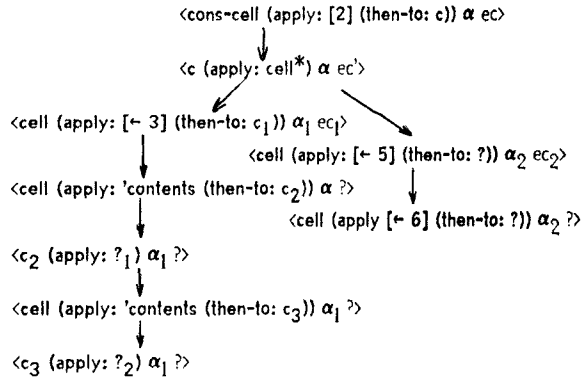 <cons-cell (apply: [2] (then-to: c)) α ec>
<c (apply: cell*) α ec'>
<cell (apply: [← 3] (then-to: c₁)) α₁ ec₁>
<cell (apply: [← 5] (then-to: ?)) α₂ ec₂>
<cell (apply: 'contents (then-to: c₂)) α ?>
<cell (apply [← 6] (then-to: ?)) α₂ ?>
<c₂ (apply: ?₁) α₁ ?>
<cell (apply: 'contents (then-to: c₃)) α₁ ?>
<c₃ (apply: ?₂) α₁ ?>